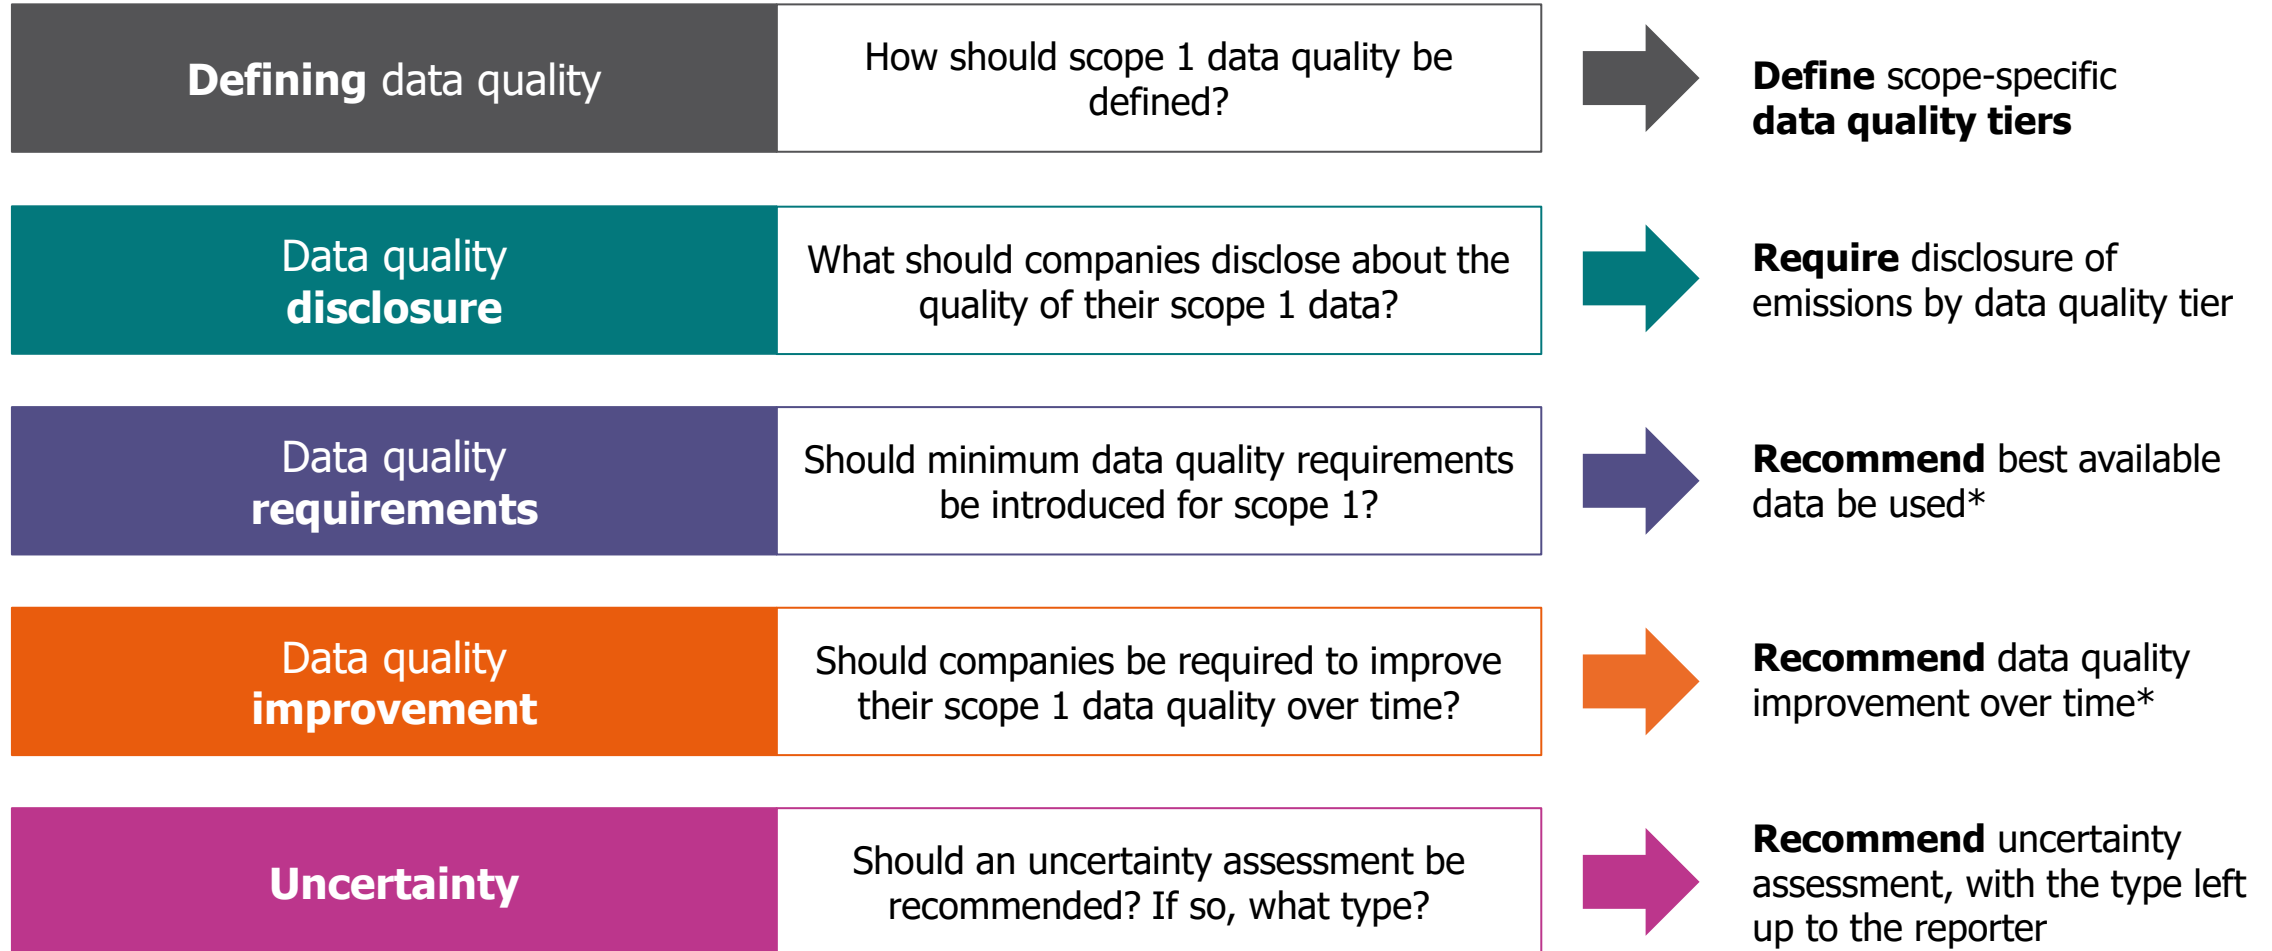 Defining data quality
How should scope 1 data quality be
defined?
Define scope-specific
data quality tiers
Data quality
disclosure
What should companies disclose about the
quality of their scope 1 data?
Require disclosure of
emissions by data quality tier
Data quality
requirements
Should minimum data quality requirements
be introduced for scope 1?
Recommend best available
data be used*
Data quality
improvement
Should companies be required to improve
their scope 1 data quality over time?
Recommend data quality
improvement over time*
Uncertainty
Should an uncertainty assessment be
recommended? If so, what type?
Recommend uncertainty
assessment, with the type left
up to the reporter